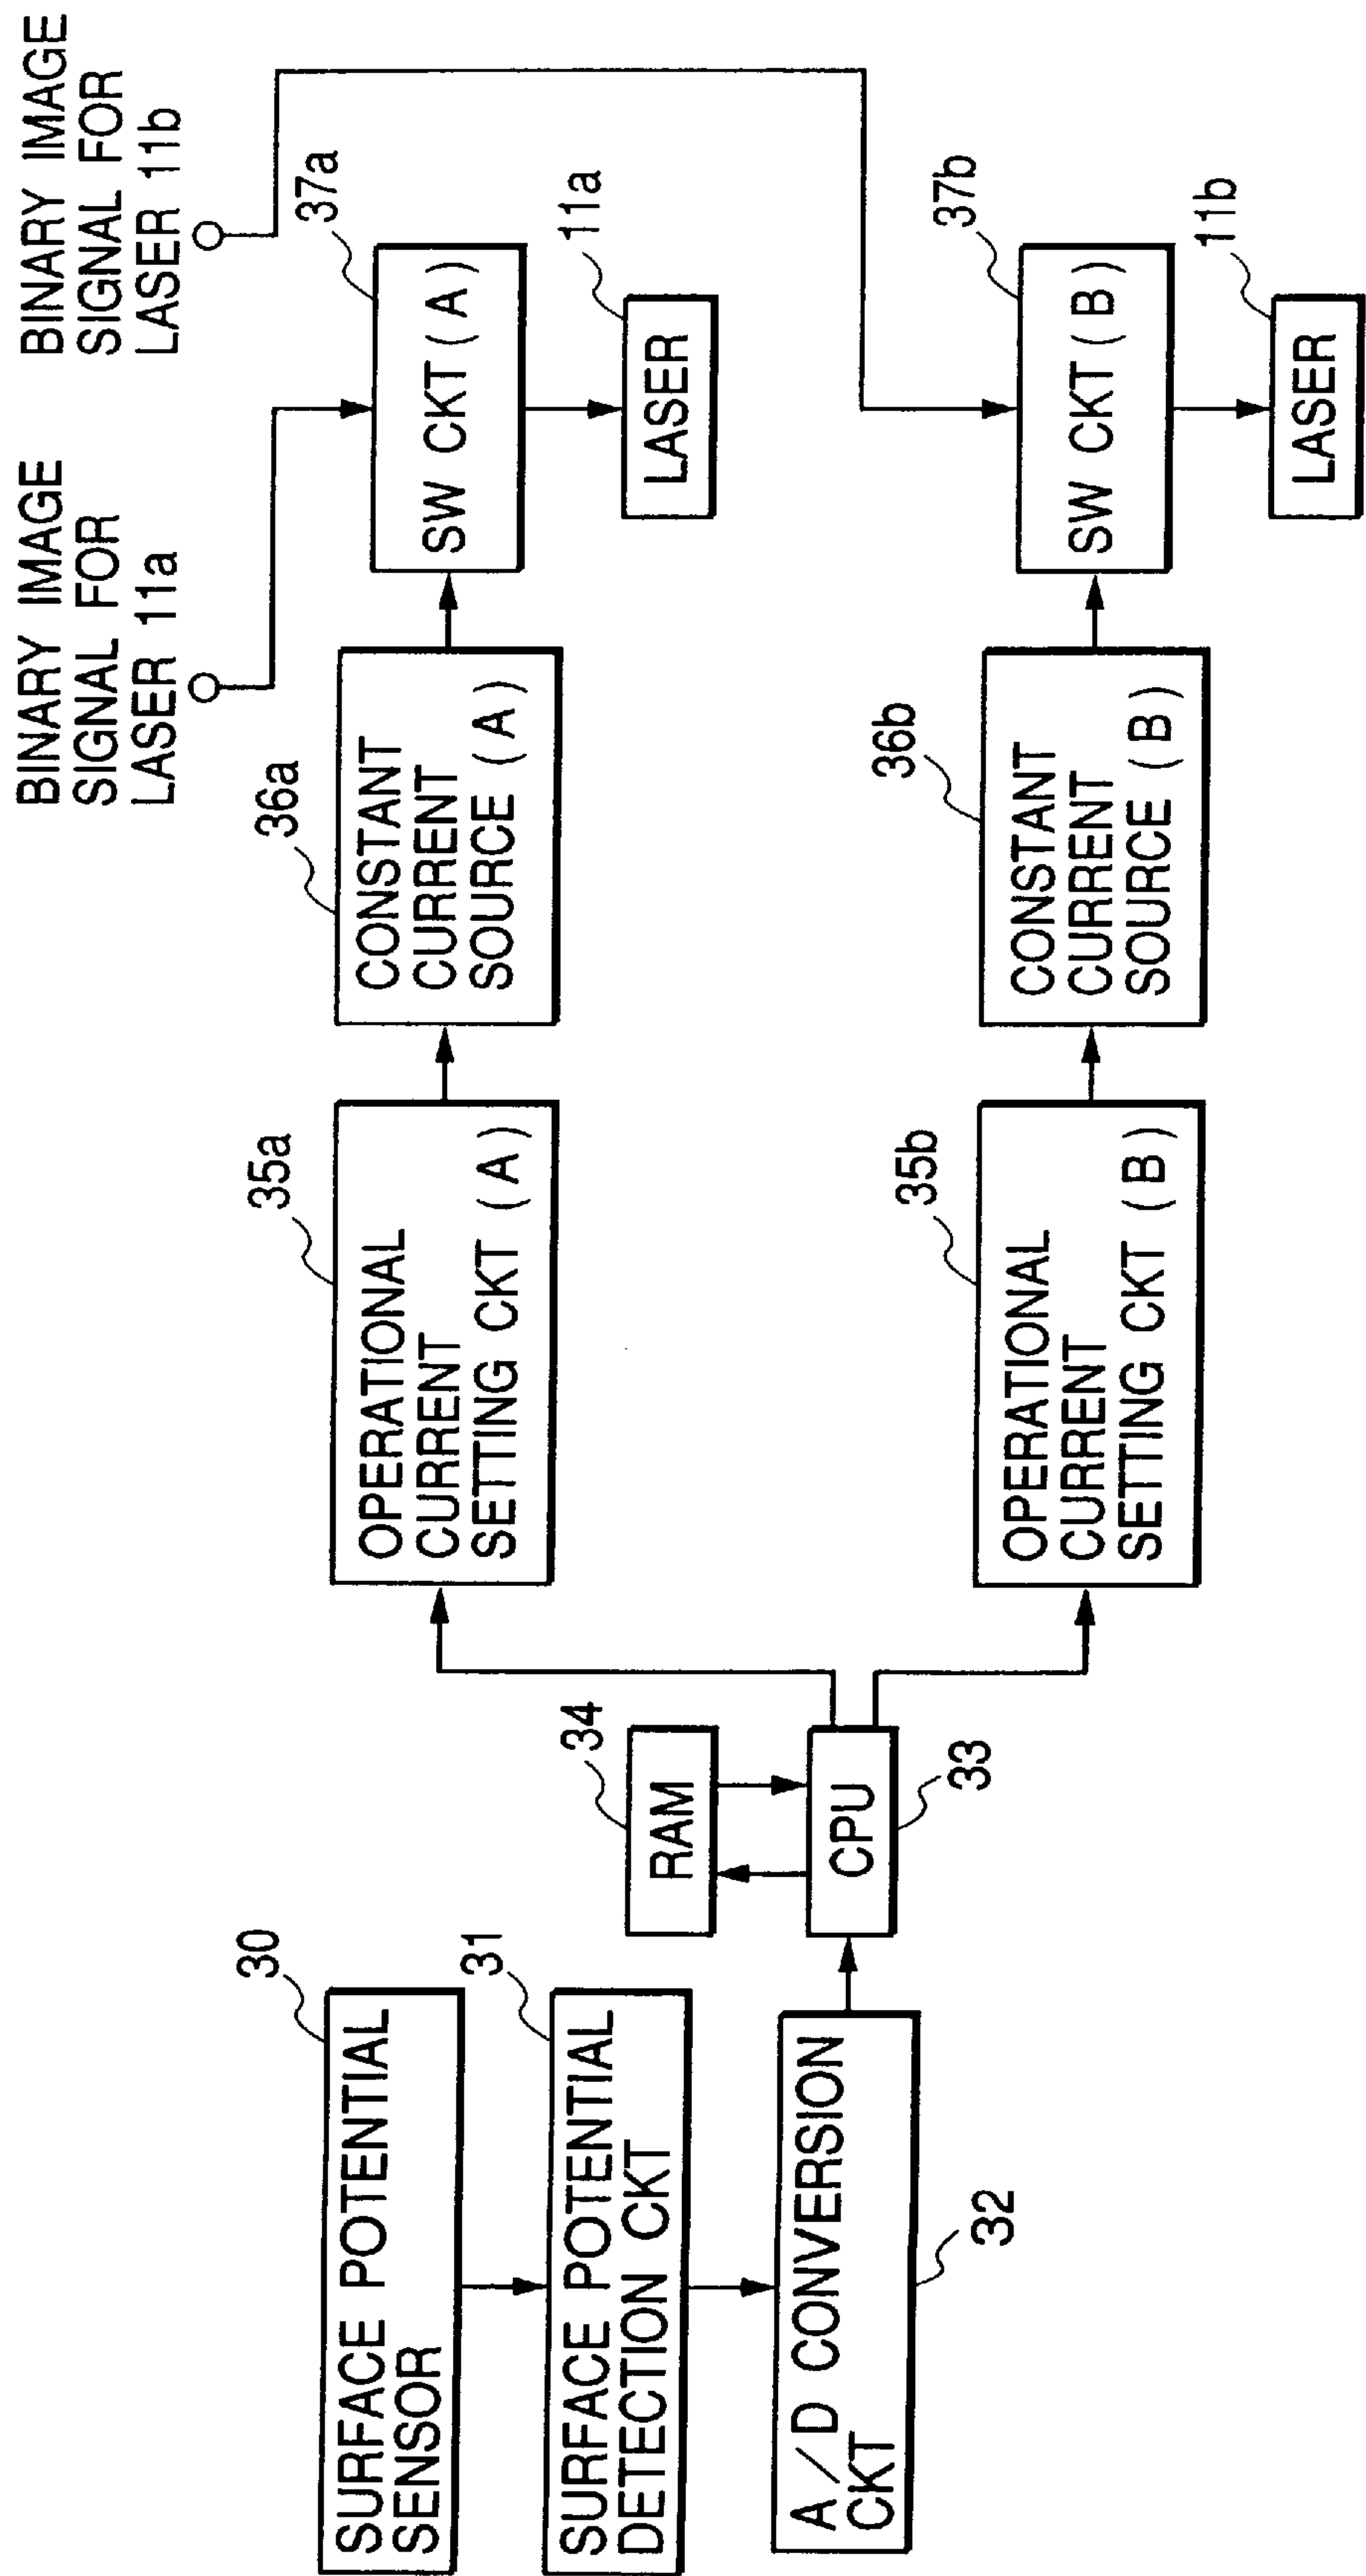 BINARY IMAGE
SIGNAL FOR
LASER 11a
BINARY IMAGE
SIGNAL FOR
LASER 11b
30
SURFACE POTENTIAL
SENSOR
31
SURFACE POTENTIAL
DETECTION CKT
A/D CONVERSION
CKT
32
34
RAM
CPU
33
35a
OPERATIONAL
CURRENT
SETTING CKT (A)
36a
CONSTANT
CURRENT
SOURCE (A)
37a
SW CKT (A)
11a
LASER
35b
OPERATIONAL
CURRENT
SETTING CKT (B)
36b
CONSTANT
CURRENT
SOURCE (B)
37b
SW CKT (B)
11b
LASER